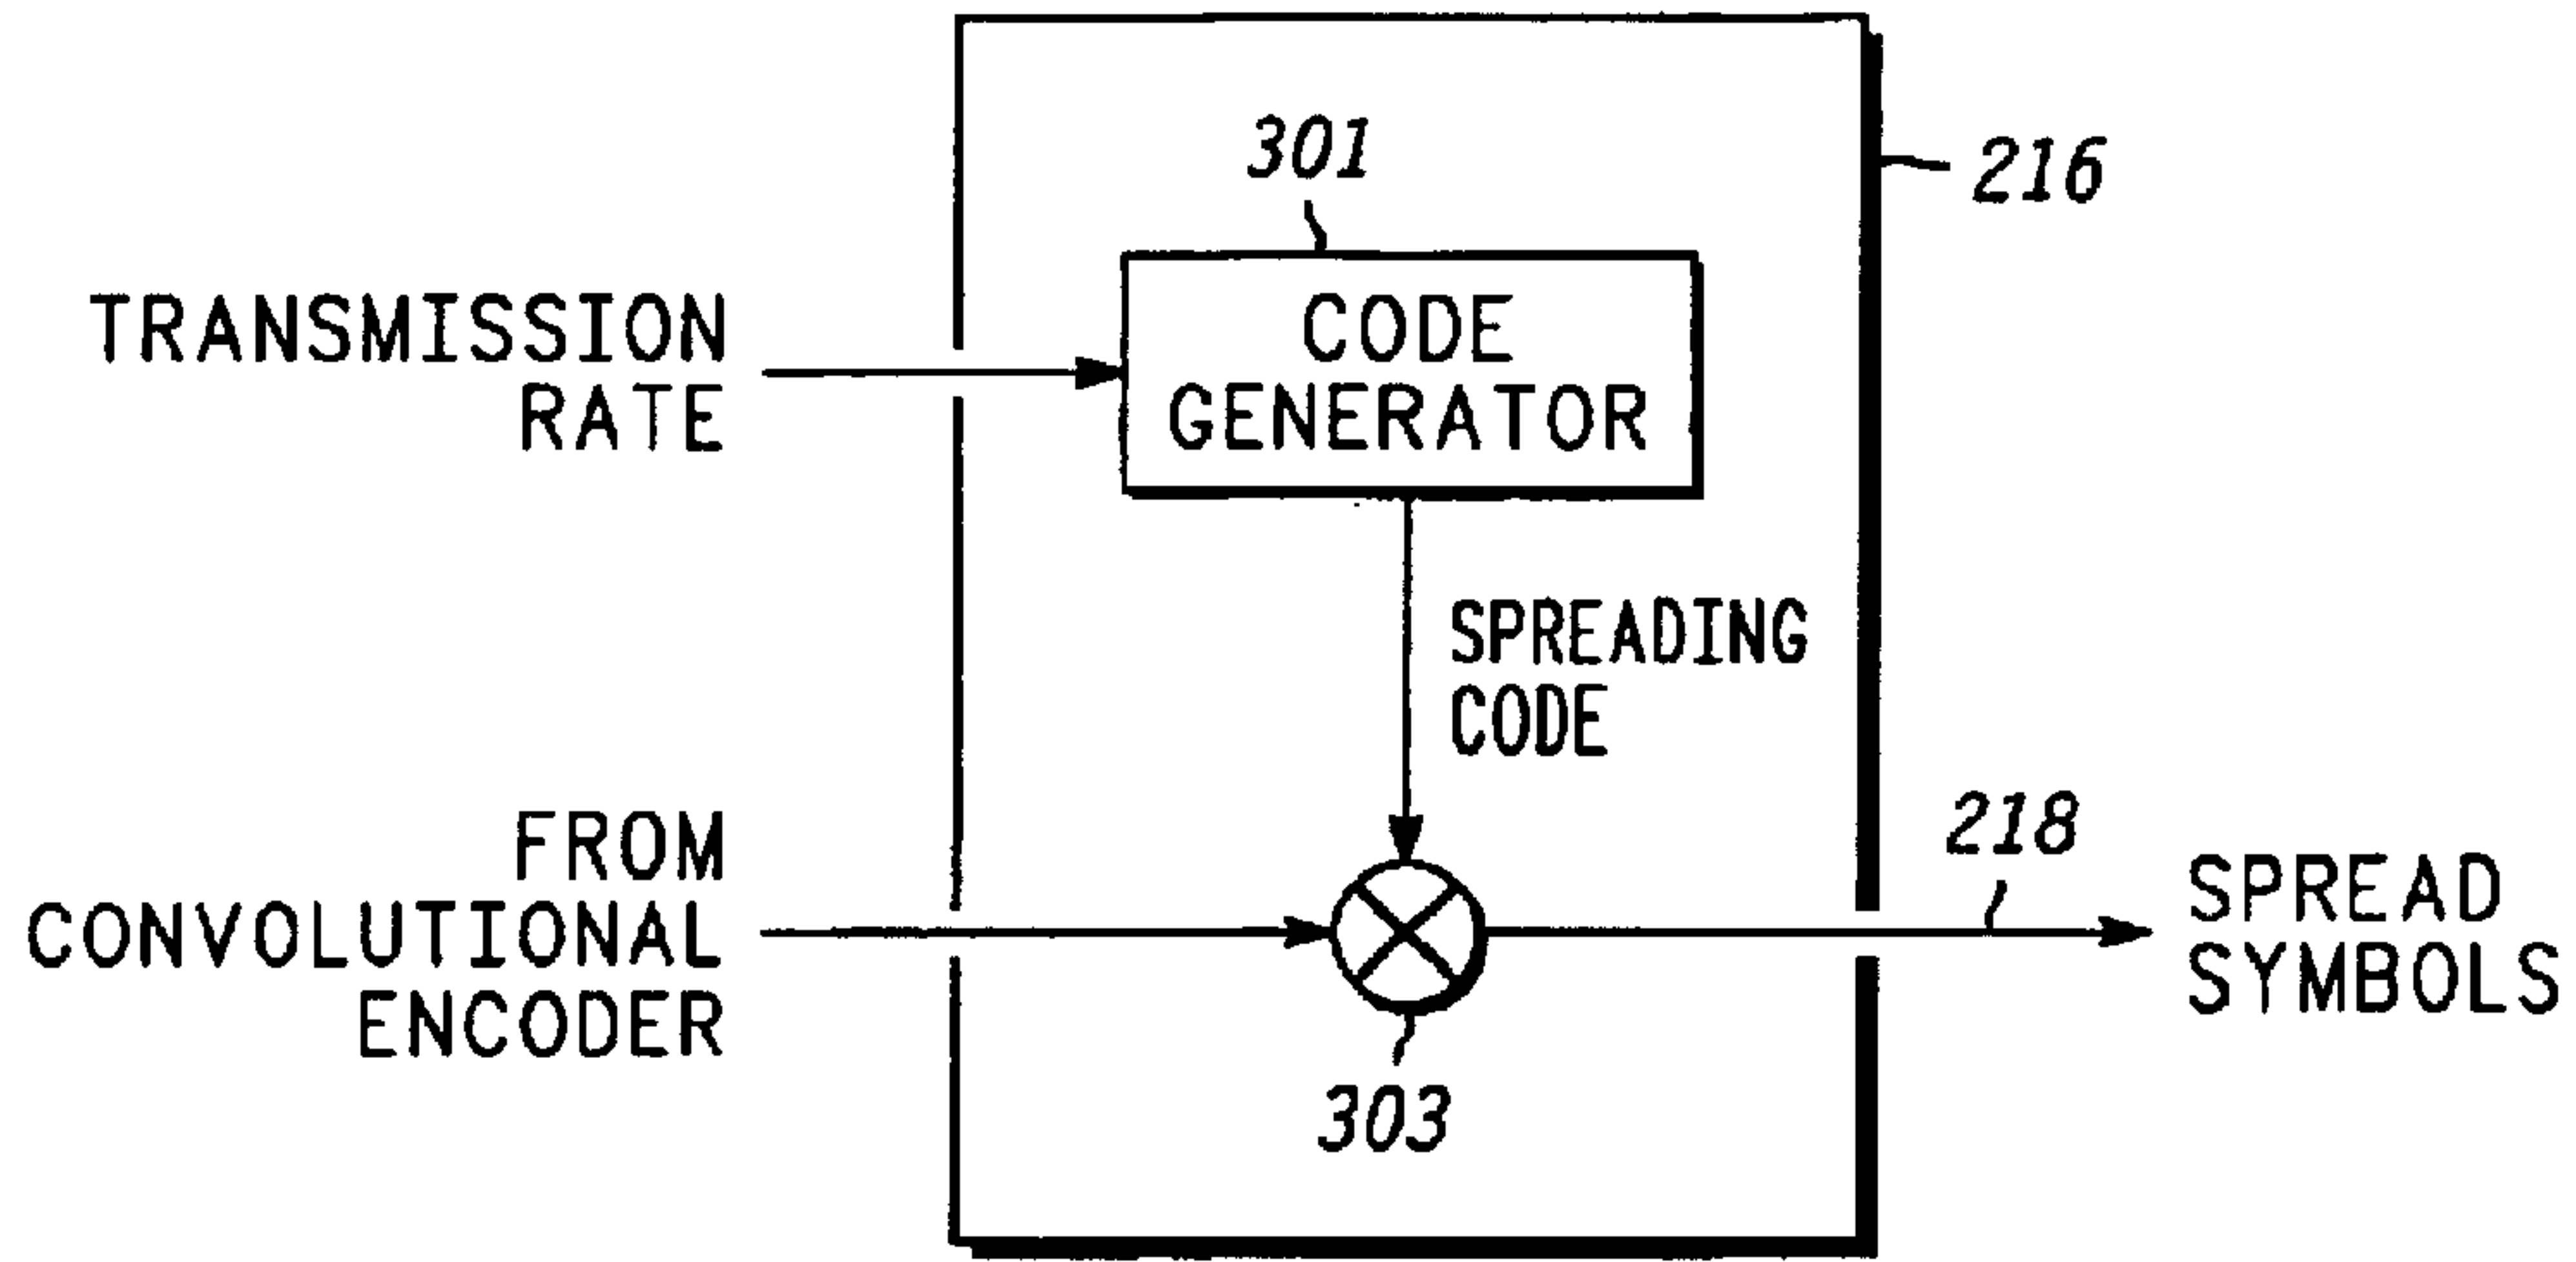 301
216
TRANSMISSION
RATE
CODE
GENERATOR
SPREADING
CODE
FROM
CONVOLUTIONAL
ENCODER
218
SPREAD
SYMBOLS
303